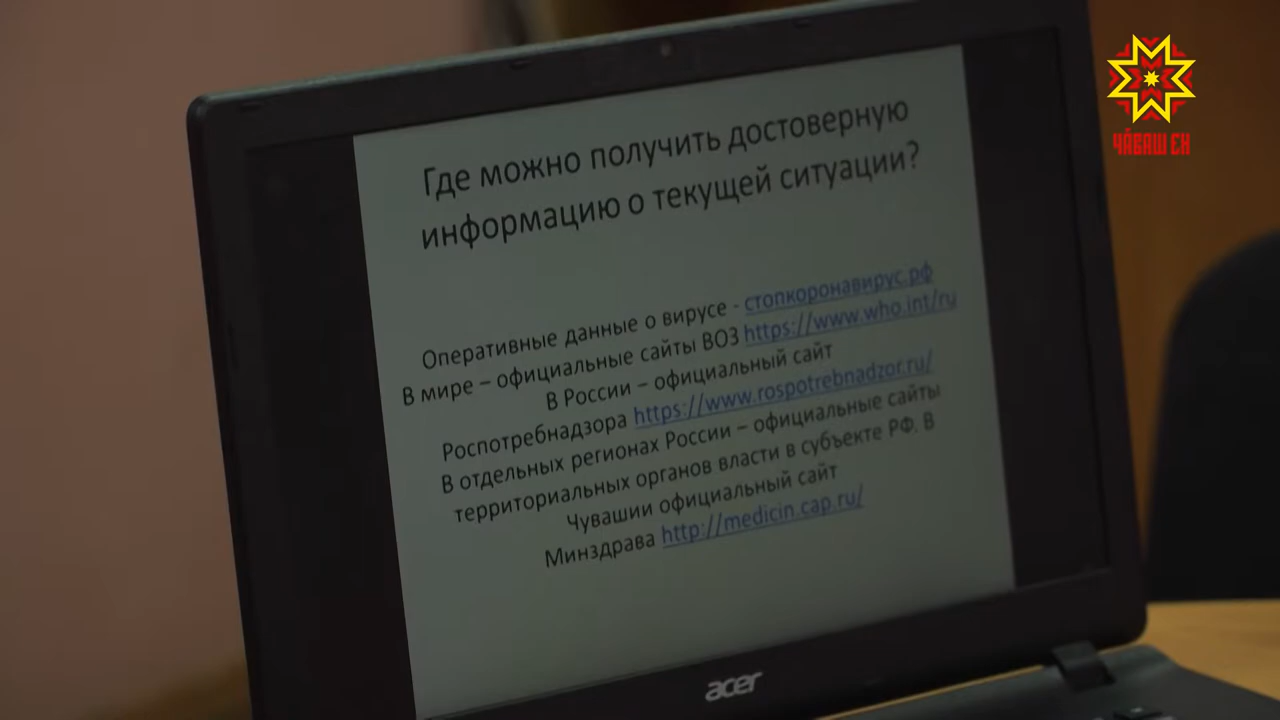 ЧӐВАШ ЕН
Где можно получить достоверную
информацию о текущей ситуации?
Оперативные данные о вирусе - стопкоронавирус.рф
В мире – официальные сайты ВОЗ https://www.who.int/ru
В России – официальный сайт
Роспотребнадзора https://www.rospotrebnadzor.ru/
В отдельных регионах России – официальные сайты
территориальных органов власти в субъекте РФ. В
Чувашии официальный сайт
Минздрава http://medicin.cap.ru/
acer